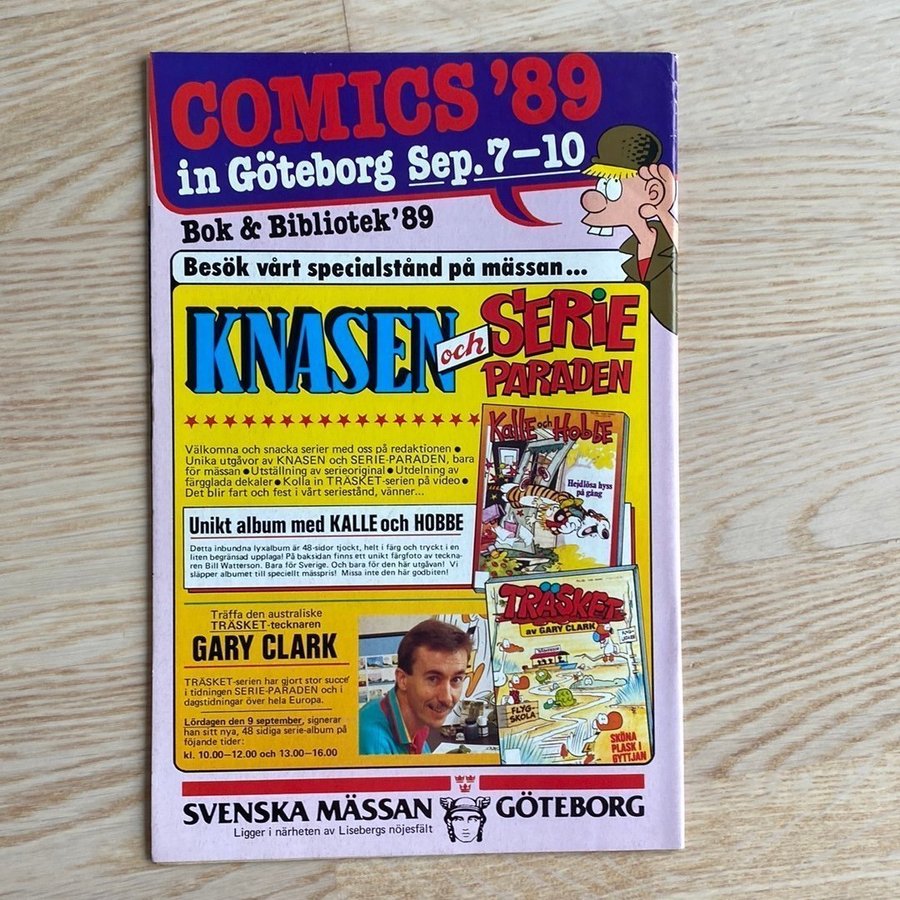 COMICS '89
in Göteborg Sep. 7–10
Bok & Bibliotek '89
Besök vårt specialstånd på mässan...
KNASEN och SERIE PARADEN
Välkomna och snacka serier med oss på redaktionen ●
Unika utgåvor av KNASEN och SERIE-PARADEN, bara
för mässan ● Utställning av serieoriginal ● Utdelning av
färgglada dekaler ● Kolla in TRÄSKET-serien på video ●
Det blir fart och fest i vårt seriestånd, vänner...
Kalle och Hobbe
Hejdlösa hyss
på gång
Unikt album med KALLE och HOBBE
Detta inbundna lyxalbum är 48-sidor tjockt, helt i färg och tryckt i en
liten begränsad upplaga! På baksidan finns ett unikt färgfoto av teckna-
ren Bill Watterson. Bara för Sverige. Och bara för den här utgåvan! Vi
släpper albumet till speciellt mässpris! Missa inte den här godbiten!
Träffa den australiske
TRÄSKET-tecknaren
GARY CLARK
TRÄSKET-serien har gjort stor succé
i tidningen SERIE-PARADEN och i
dagstidningar över hela Europa.
Lördagen den 9 september, signerar
han sitt nya, 48 sidiga serie-album på
föjande tider:
kl. 10.00–12.00 och 13.00–16.00
TRÄSKET
av GARY CLARK
FLYG-
SKOLA
SKÖNA
PLASK I
GYTTJAN
SVENSKA MÄSSAN GÖTEBORG
Ligger i närheten av Lisebergs nöjesfält